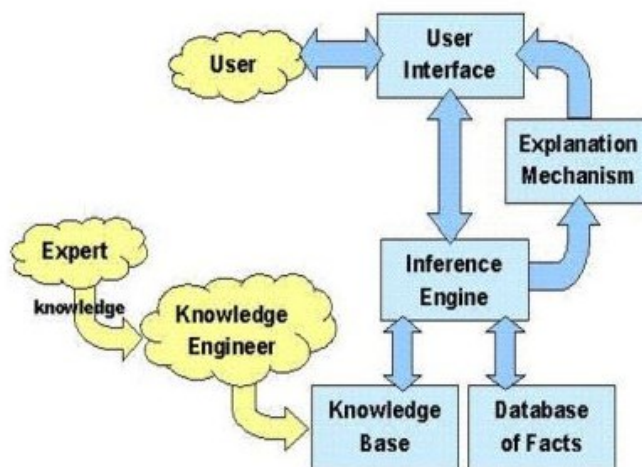 User
User
Interface
Explanation
Mechanism
Expert
knowledge
Inference
Engine
Knowledge
Engineer
Knowledge
Base
Database
of Facts